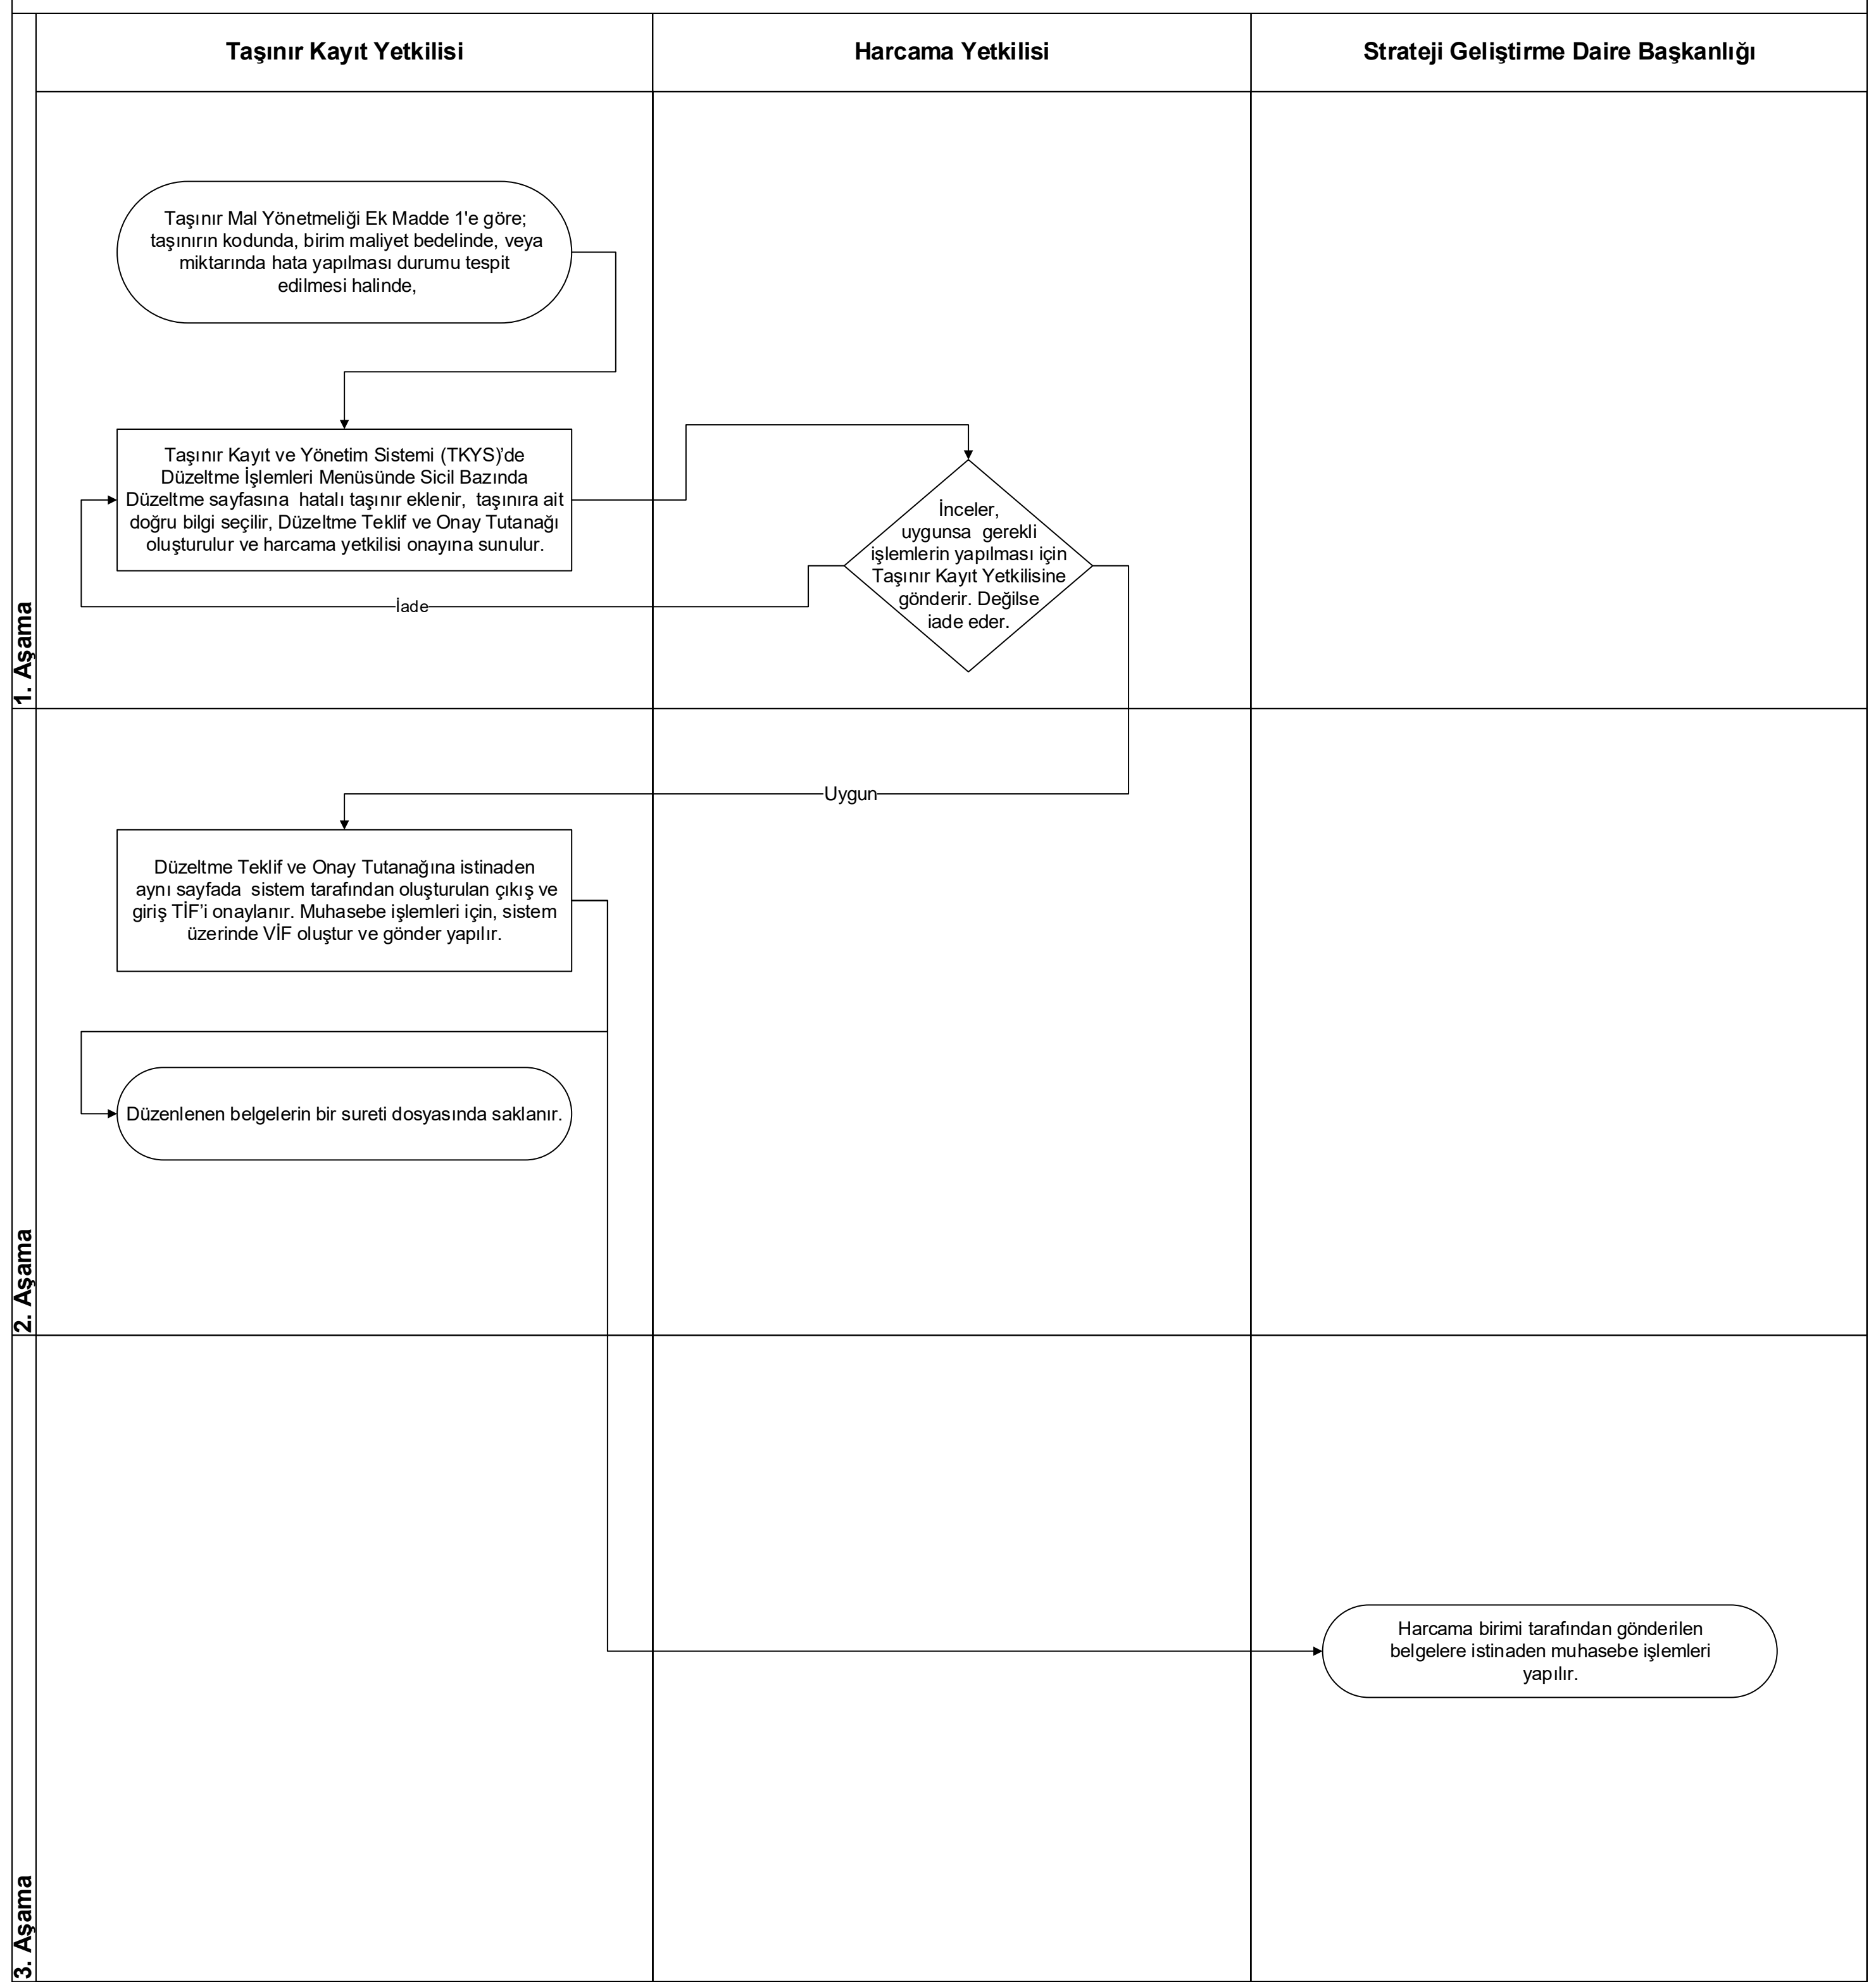 Taşınır Kayıt Yetkilisi
Harcama Yetkilisi
Strateji Geliştirme Daire Başkanlığı
1. Aşama
Taşınır Mal Yönetmeliği Ek Madde 1'e göre;
taşınırın kodunda, birim maliyet bedelinde, veya
miktarında hata yapılması durumu tespit
edilmesi halinde,
Taşınır Kayıt ve Yönetim Sistemi (TKYS)’de
Düzeltme İşlemleri Menüsünde Sicil Bazında
Düzeltme sayfasına hatalı taşınır eklenir, taşınıra ait
doğru bilgi seçilir, Düzeltme Teklif ve Onay Tutanağı
oluşturulur ve harcama yetkilisi onayına sunulur.
İnceler,
uygunsa gerekli
işlemlerin yapılması için
Taşınır Kayıt Yetkilisine
gönderir. Değilse
iade eder.
İade
2. Aşama
Uygun
Düzeltme Teklif ve Onay Tutanağına istinaden
aynı sayfada sistem tarafından oluşturulan çıkış ve
giriş TİF’i onaylanır. Muhasebe işlemleri için, sistem
üzerinde VİF oluştur ve gönder yapılır.
Düzenlenen belgelerin bir sureti dosyasında saklanır.
3. Aşama
Harcama birimi tarafından gönderilen
belgelere istinaden muhasebe işlemleri
yapılır.